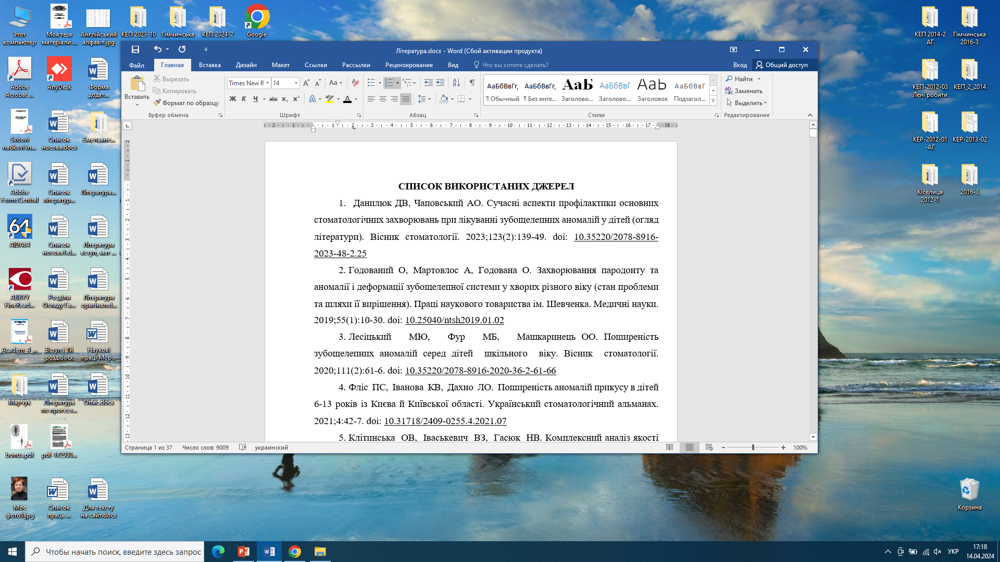 Этот компьютер
Моя теза матеріали ...
Англійський алфавіт.jpg
КЕП 2023-10
Гімчинська
КЕП 2024-2
Google
КЕП 2014-2 АГ
Гімчинська 2016-3
Adobe Acrobat ...
AnyDesk
Форма додат...
КЕП-2012-03 Лені робити
КЕП_2_2014
Svitovi naukovi in...
Список носова.docx
Ємельяне...
КЕР-2012-01 -АГ
КЕР-2013-02
Adobe FormsCentral
Список літератур...
Література...
Кіселиця 2012-1
2016-3
64
AIDA64
Список носова1.d...
Література вступ, мат ...
ABBYY FineRead...
Розділи Огляду Га...
Література оригінал.d...
Academ_4_...
Вступ і 1й розд.docx
Наукові праці Мор...
Марчук
Література по прогест...
Опис.docx
bonus.pdf
pdf-172930...
Моє фото1.jpg
Список праць ...
Для тексту на сайт.docx
Корзина
Література.docx - Word (Сбой активации продукта)
Файл Главная Вставка Дизайн Макет Ссылки Рассылки Рецензирование Вид Что вы хотите сделать? Вход Общий доступ
Вставить
Вырезать
Копировать
Формат по образцу
Буфер обмена
Times New R 14
Шрифт
Абзац
АаБбВвГг, АаБбВвГг, АаБ АаБбВвГ АаЬ АаБбВвГ
¶ Обычный ¶ Без инте... Заголово... Заголово... Заголовок Подзагол...
Стили
Найти
Заменить
Выделить
Редактирование
СПИСОК ВИКОРИСТАНИХ ДЖЕРЕЛ
1. Данилюк ДВ, Чаповський АО. Сучасні аспекти профілактики основних
стоматологічних захворювань при лікуванні зубощелепних аномалій у дітей (огляд
літератури). Вісник стоматології. 2023;123(2):139-49. doi: 10.35220/2078-8916-
2023-48-2.25
2. Годований О, Мартовлос А, Годована О. Захворювання пародонту та
аномалії і деформації зубощелепної системи у хворих різного віку (стан проблеми
та шляхи її вирішення). Праці наукового товариства ім. Шевченка. Медичні науки.
2019;55(1):10-30. doi: 10.25040/ntsh2019.01.02
3. Лесіцький МЮ, Фур МБ, Машкаринець ОО. Поширеність
зубощелепних аномалій серед дітей шкільного віку. Вісник стоматології.
2020;111(2):61-6. doi: 10.35220/2078-8916-2020-36-2-61-66
4. Фліс ПС, Іванова КВ, Дахно ЛО. Поширеність аномалій прикусу в дітей
6-13 років із Києва й Київської області. Український стоматологічний альманах.
2021;4:42-7. doi: 10.31718/2409-0255.4.2021.07
5. Клітинська ОВ, Іваськевич ВЗ, Гасюк НВ. Комплексний аналіз якості
Страница 1 из 37 Число слов: 9009 украинский 100%
Чтобы начать поиск, введите здесь запрос
УКР
17:18
14.04.2024